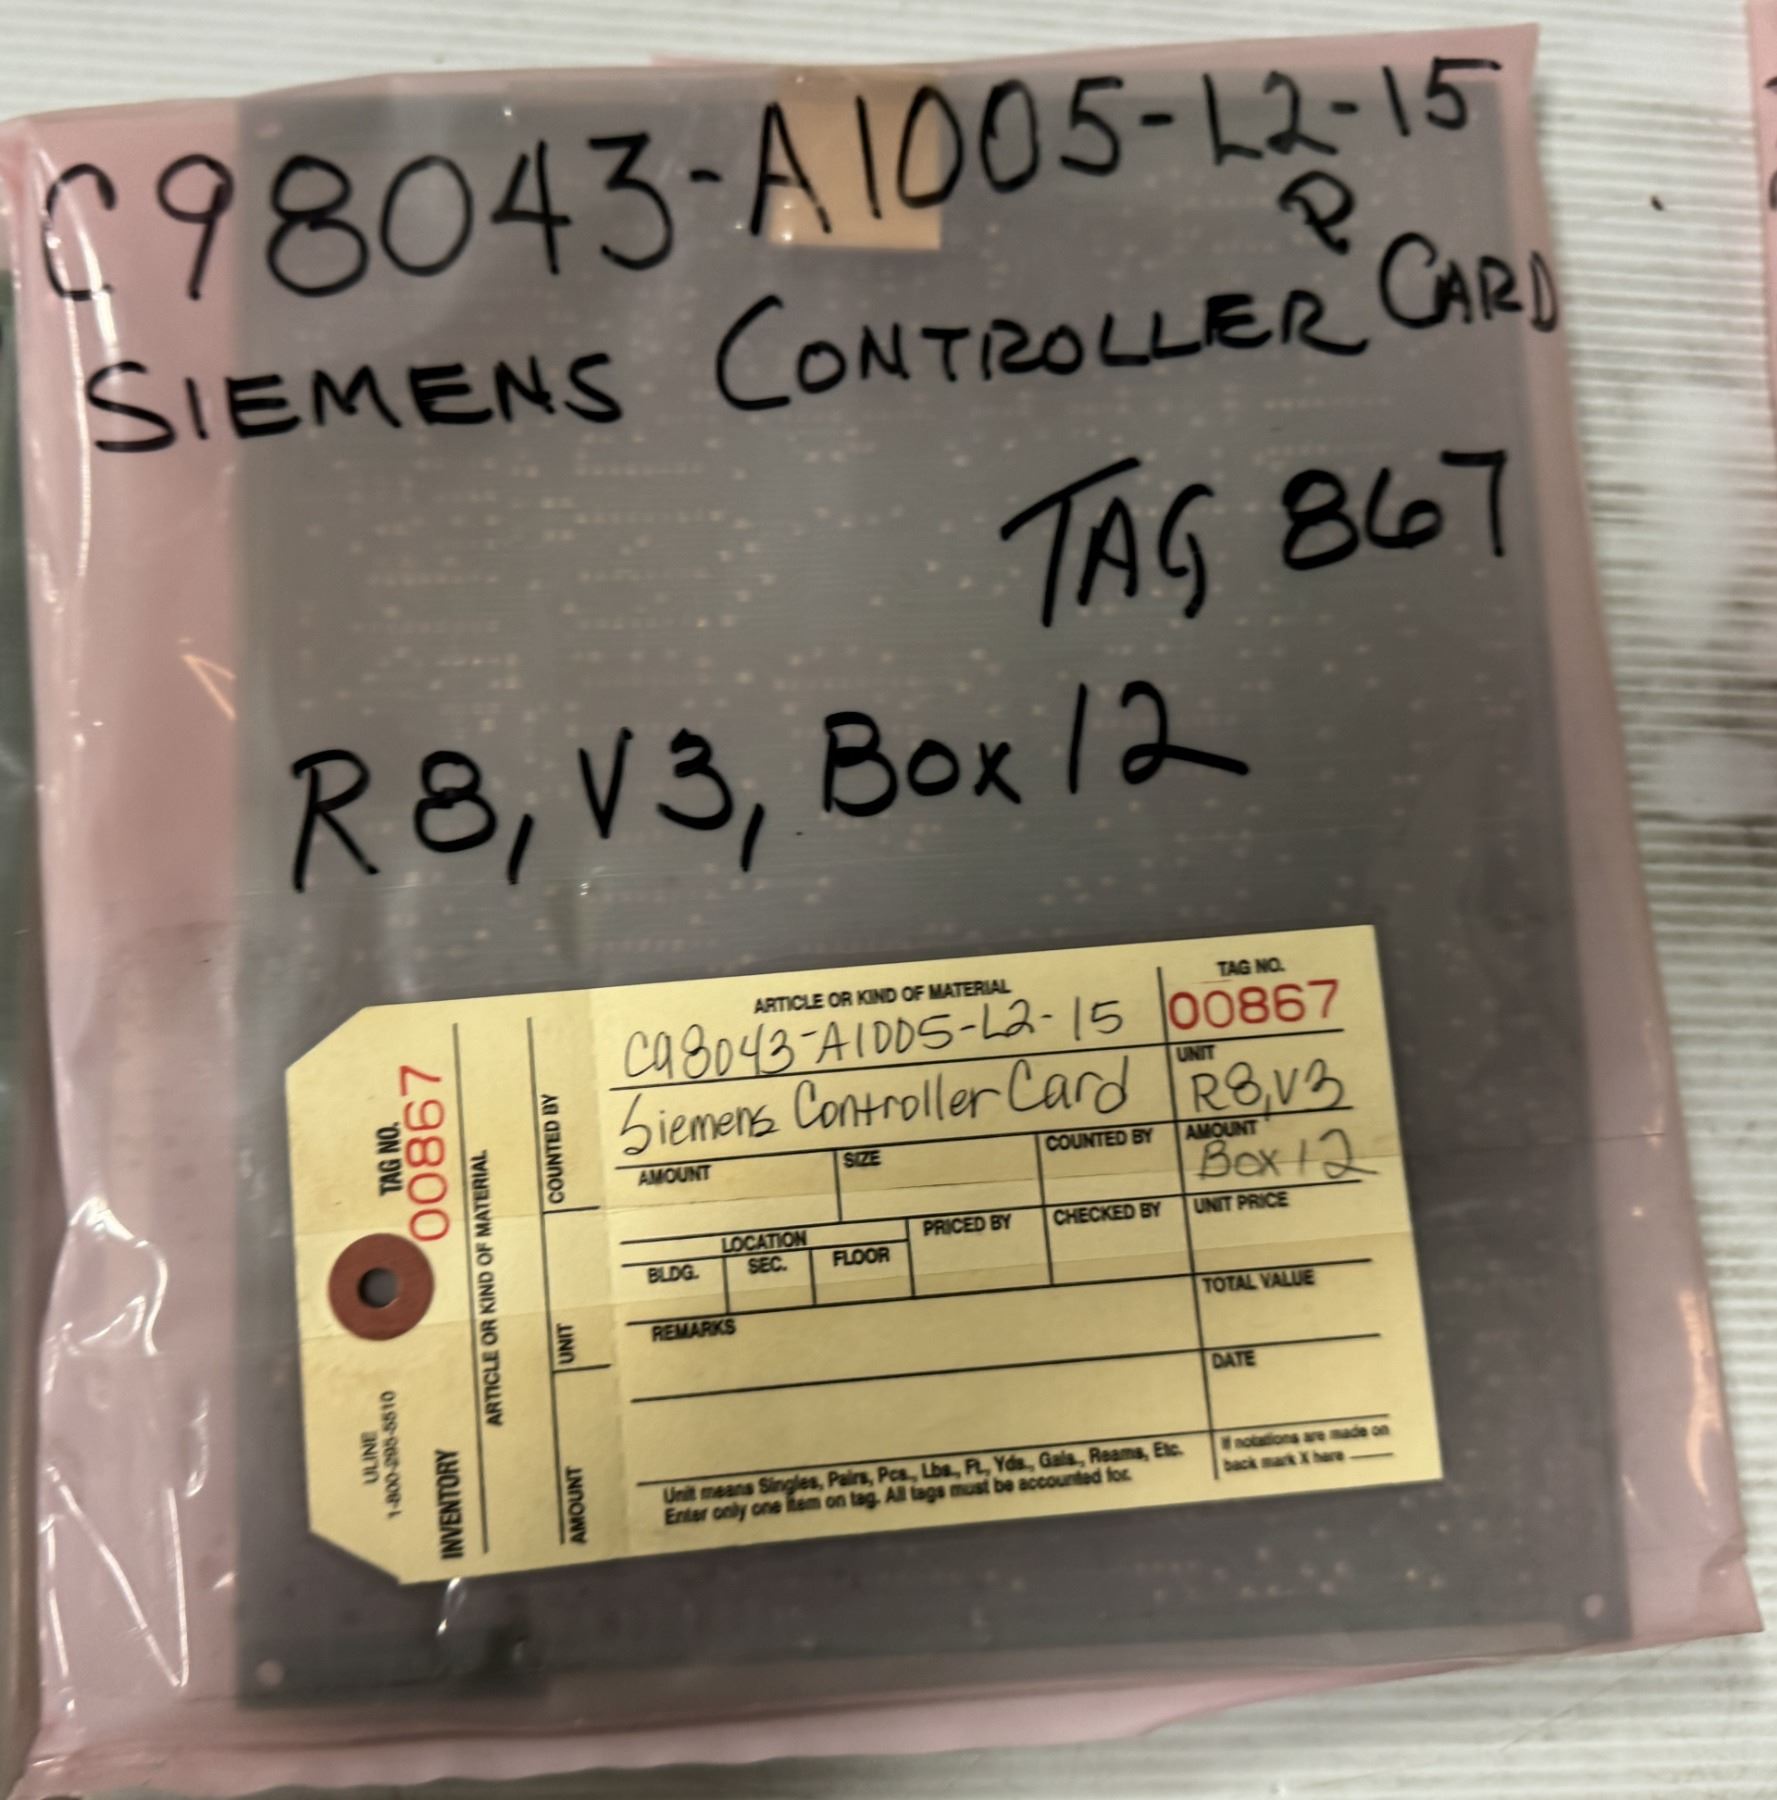 C98043-A1005-L2-15
R
SIEMENS CONTROLLER CARD
TAG 867
R8, V3, Box 12
ARTICLE OR KIND OF MATERIAL
C98043-A1005-L2-15
Siemens Controller Card
TAG NO.
00867
UNIT
R8,V3
AMOUNT
Box 12
AMOUNT
SIZE
COUNTED BY
LOCATION
BLDG.
SEC.
FLOOR
PRICED BY
CHECKED BY
UNIT PRICE
TOTAL VALUE
REMARKS
DATE
Unit means Singles, Pairs, Pcs., Lbs., Ft., Yds., Gals., Reams, Etc.
Enter only one item on tag. All tags must be accounted for.
If notations are made on
back mark X here
TAG NO.
00867
ULINE
1-800-295-5510
INVENTORY
ARTICLE OR KIND OF MATERIAL
COUNTED BY
UNIT
AMOUNT